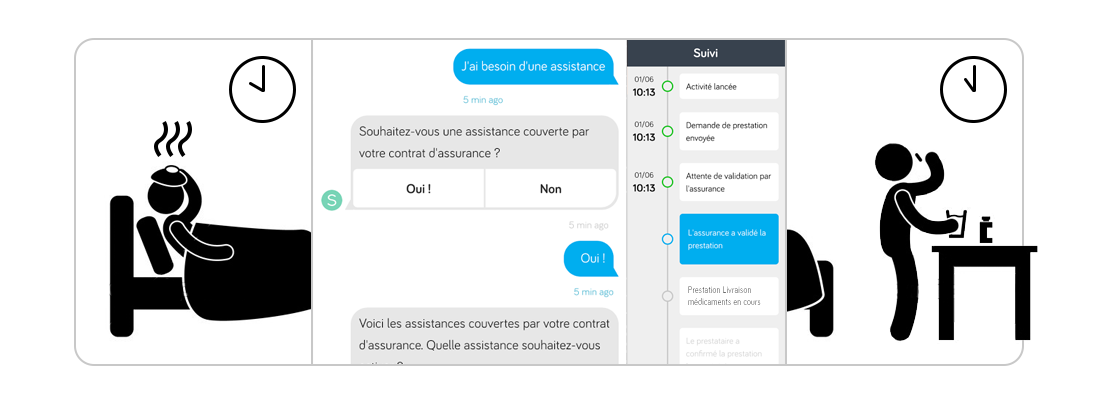 J'ai besoin d'une assistance
5 min ago
Souhaitez-vous une assistance couverte par
votre contrat d'assurance ?
Oui !
Non
S
5 min ago
Oui !
5 min ago
Voici les assistances couvertes par votre contrat
d'assurance. Quelle assistance souhaitez-vous
Suivi
01/06
10:13
Activité lancée
01/06
10:13
Demande de prestation
envoyée
01/06
10:13
Attente de validation par
l'assurance
L'assurance a validé la
prestation
Prestation Livraison
médicaments en cours
Le prestataire a
confirmé la prestation